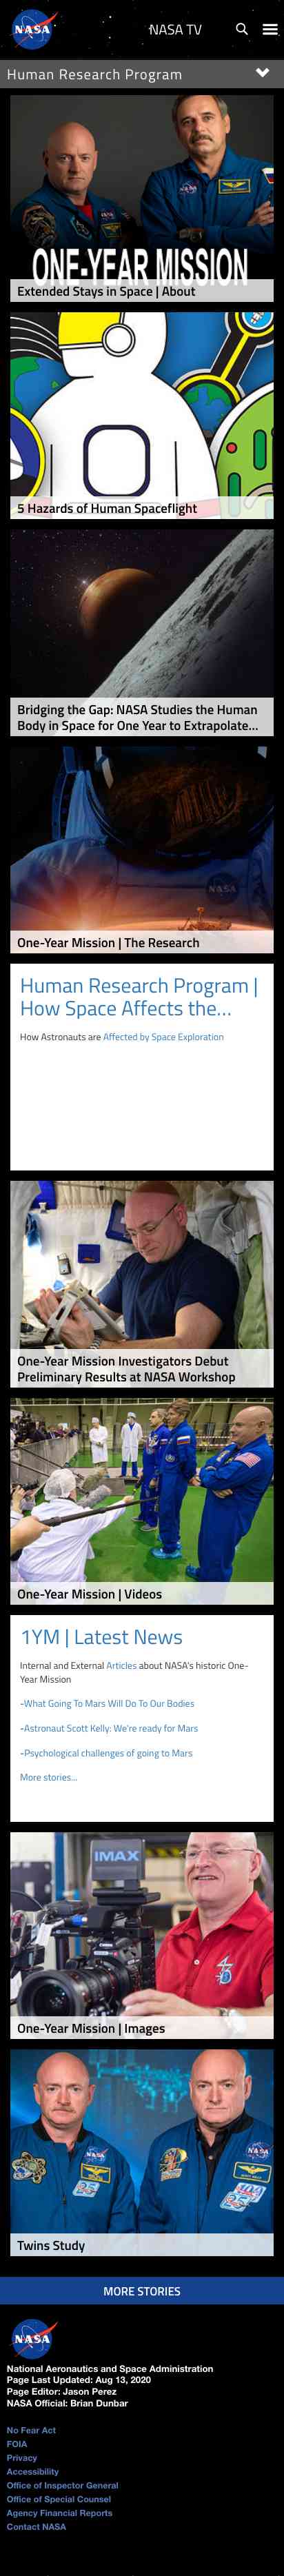 NASA
NASA TV
Human Research Program
ONE-YEAR MISSION
Extended Stays in Space | About
5 Hazards of Human Spaceflight
Bridging the Gap: NASA Studies the Human
Body in Space for One Year to Extrapolate...
NASA
One-Year Mission | The Research
Human Research Program |
How Space Affects the...
How Astronauts are Affected by Space Exploration
One-Year Mission Investigators Debut
Preliminary Results at NASA Workshop
One-Year Mission | Videos
1YM | Latest News
Internal and External Articles about NASA's historic One-
Year Mission
-What Going To Mars Will Do To Our Bodies
-Astronaut Scott Kelly: We're ready for Mars
-Psychological challenges of going to Mars
More stories...
IMAX
One-Year Mission | Images
NASA
NASA
Twins Study
MORE STORIES
NASA
National Aeronautics and Space Administration
Page Last Updated: Aug 13, 2020
Page Editor: Jason Perez
NASA Official: Brian Dunbar
No Fear Act
FOIA
Privacy
Accessibility
Office of Inspector General
Office of Special Counsel
Agency Financial Reports
Contact NASA